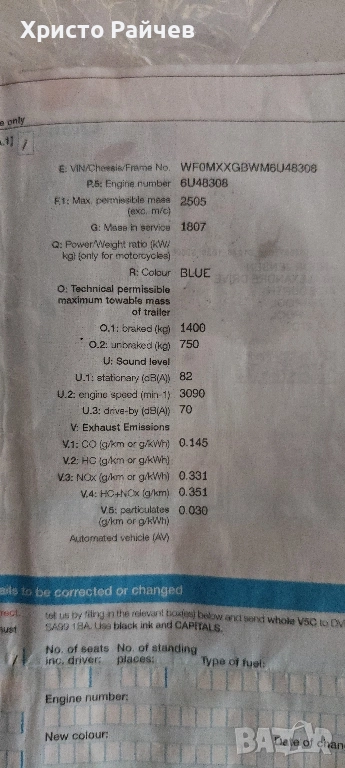 Христо Райчев
e only
E: VIN/Chassis/Frame No. WF0MXXGBWM6U48308
P.5: Engine number 6U48308
F.1: Max. permissible mass 2505
(exc. m/c)
G: Mass in service 1807
Q: Power/Weight ratio (kW/
kg) (only for motorcycles)
R: Colour BLUE
O: Technical permissible
maximum towable mass
of trailer
O.1: braked (kg) 1400
O.2: unbraked (kg) 750
U: Sound level
U.1: stationary (dB(A)) 82
U.2: engine speed (min-1) 3090
U.3: drive-by (dB(A)) 70
V: Exhaust Emissions
V.1: CO (g/km or g/kWh) 0.145
V.2: HC (g/km or g/kWh)
V.3: NOx (g/km or g/kWh) 0.331
V.4: HC+NOx (g/km) 0.351
V.5: particulates 0.030
(g/km or g/kWh)
Automated vehicle (AV)
ails to be corrected or changed
rect. tell us by filling in the relevant box(es) below and send whole V5C to DV
ust SA99 1BA. Use black ink and CAPITALS.
No. of seats No. of standing
inc. driver: places: Type of fuel:
Engine number:
New colour: Date of chan
BAZAR